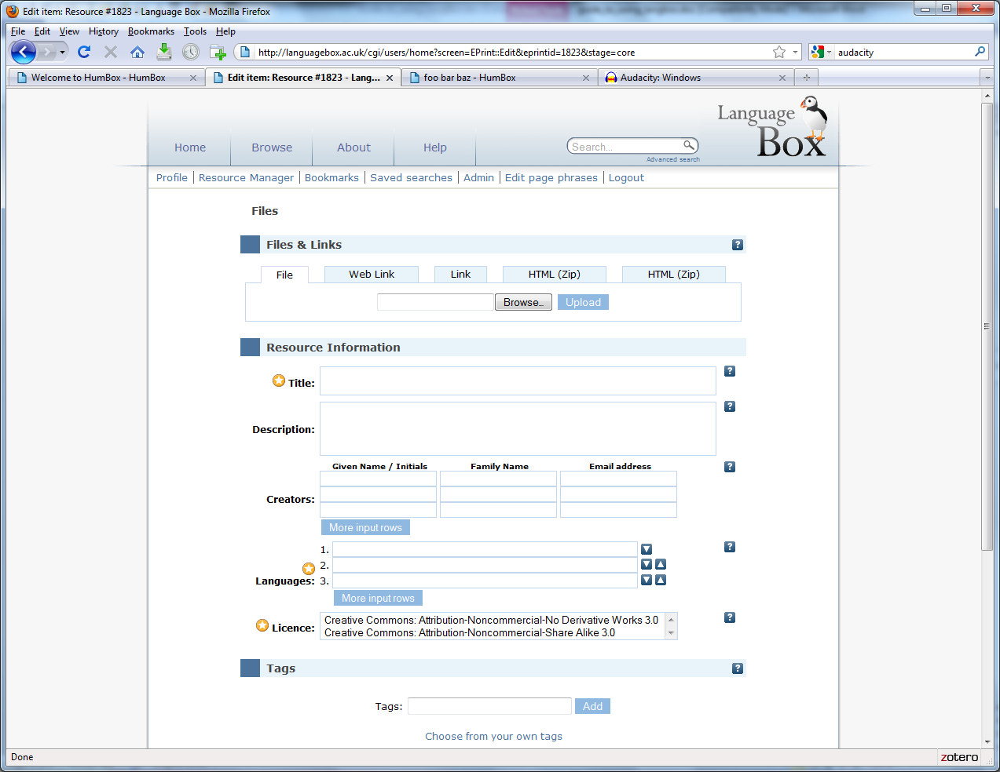 Edit item: Resource #1823 - Language Box - Mozilla Firefox
File Edit View History Bookmarks Tools Help
http://languagebox.ac.uk/cgi/users/home?screen=EPrint::Edit&eprintid=1823&stage=core
audacity
Welcome to HumBox - HumBox
Edit item: Resource #1823 - Lang...
foo bar baz - HumBox
Audacity: Windows
Language Box
Home Browse About Help
Search...
Advanced search
Profile | Resource Manager | Bookmarks | Saved searches | Admin | Edit page phrases | Logout
Files
Files & Links ?
File Web Link Link HTML (Zip) HTML (Zip)
Browse... Upload
Resource Information
Title: ?
Description: ?
Given Name / Initials Family Name Email address ?
Creators:
More input rows
1. ?
2.
Languages: 3.
More input rows
Licence: Creative Commons: Attribution-Noncommercial-No Derivative Works 3.0 ?
Creative Commons: Attribution-Noncommercial-Share Alike 3.0
Tags ?
Tags: Add
Choose from your own tags
Done
zotero